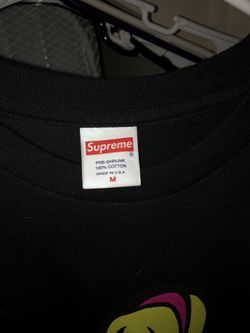 Supreme
®
PRE-SHRUNK
100% COTTON
MADE IN U.S.A.
M